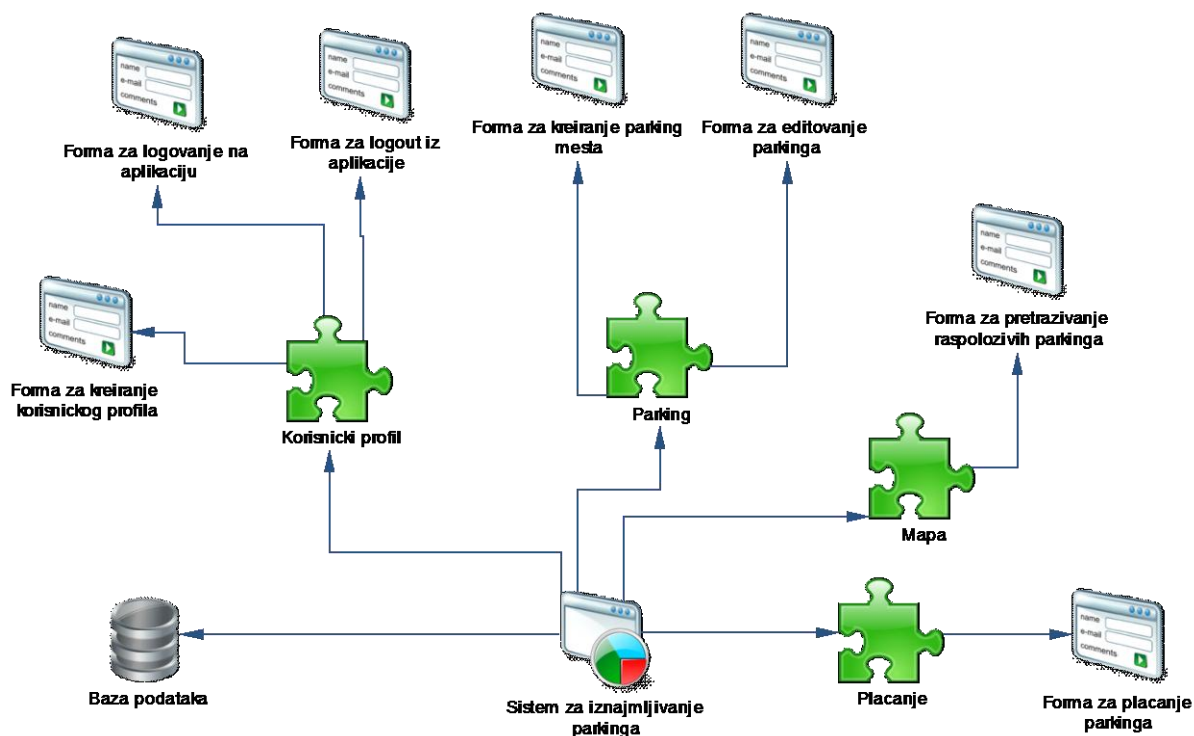 name
e-mail
comments
Forma za logovanje na
aplikaciju
name
e-mail
comments
Forma za logout iz
aplikacije
name
e-mail
comments
Forma za kreiranje parking
mesta
name
e-mail
comments
Forma za editovanje
parkinga
name
e-mail
comments
Forma za pretrazivanje
raspolozivih parkinga
name
e-mail
comments
Forma za kreiranje
korisnickog profila
Korisnicki profil
Parking
Mapa
Baza podataka
Sistem za iznajmljivanje
parkinga
Placanje
name
e-mail
comments
Forma za placanje
parkinga